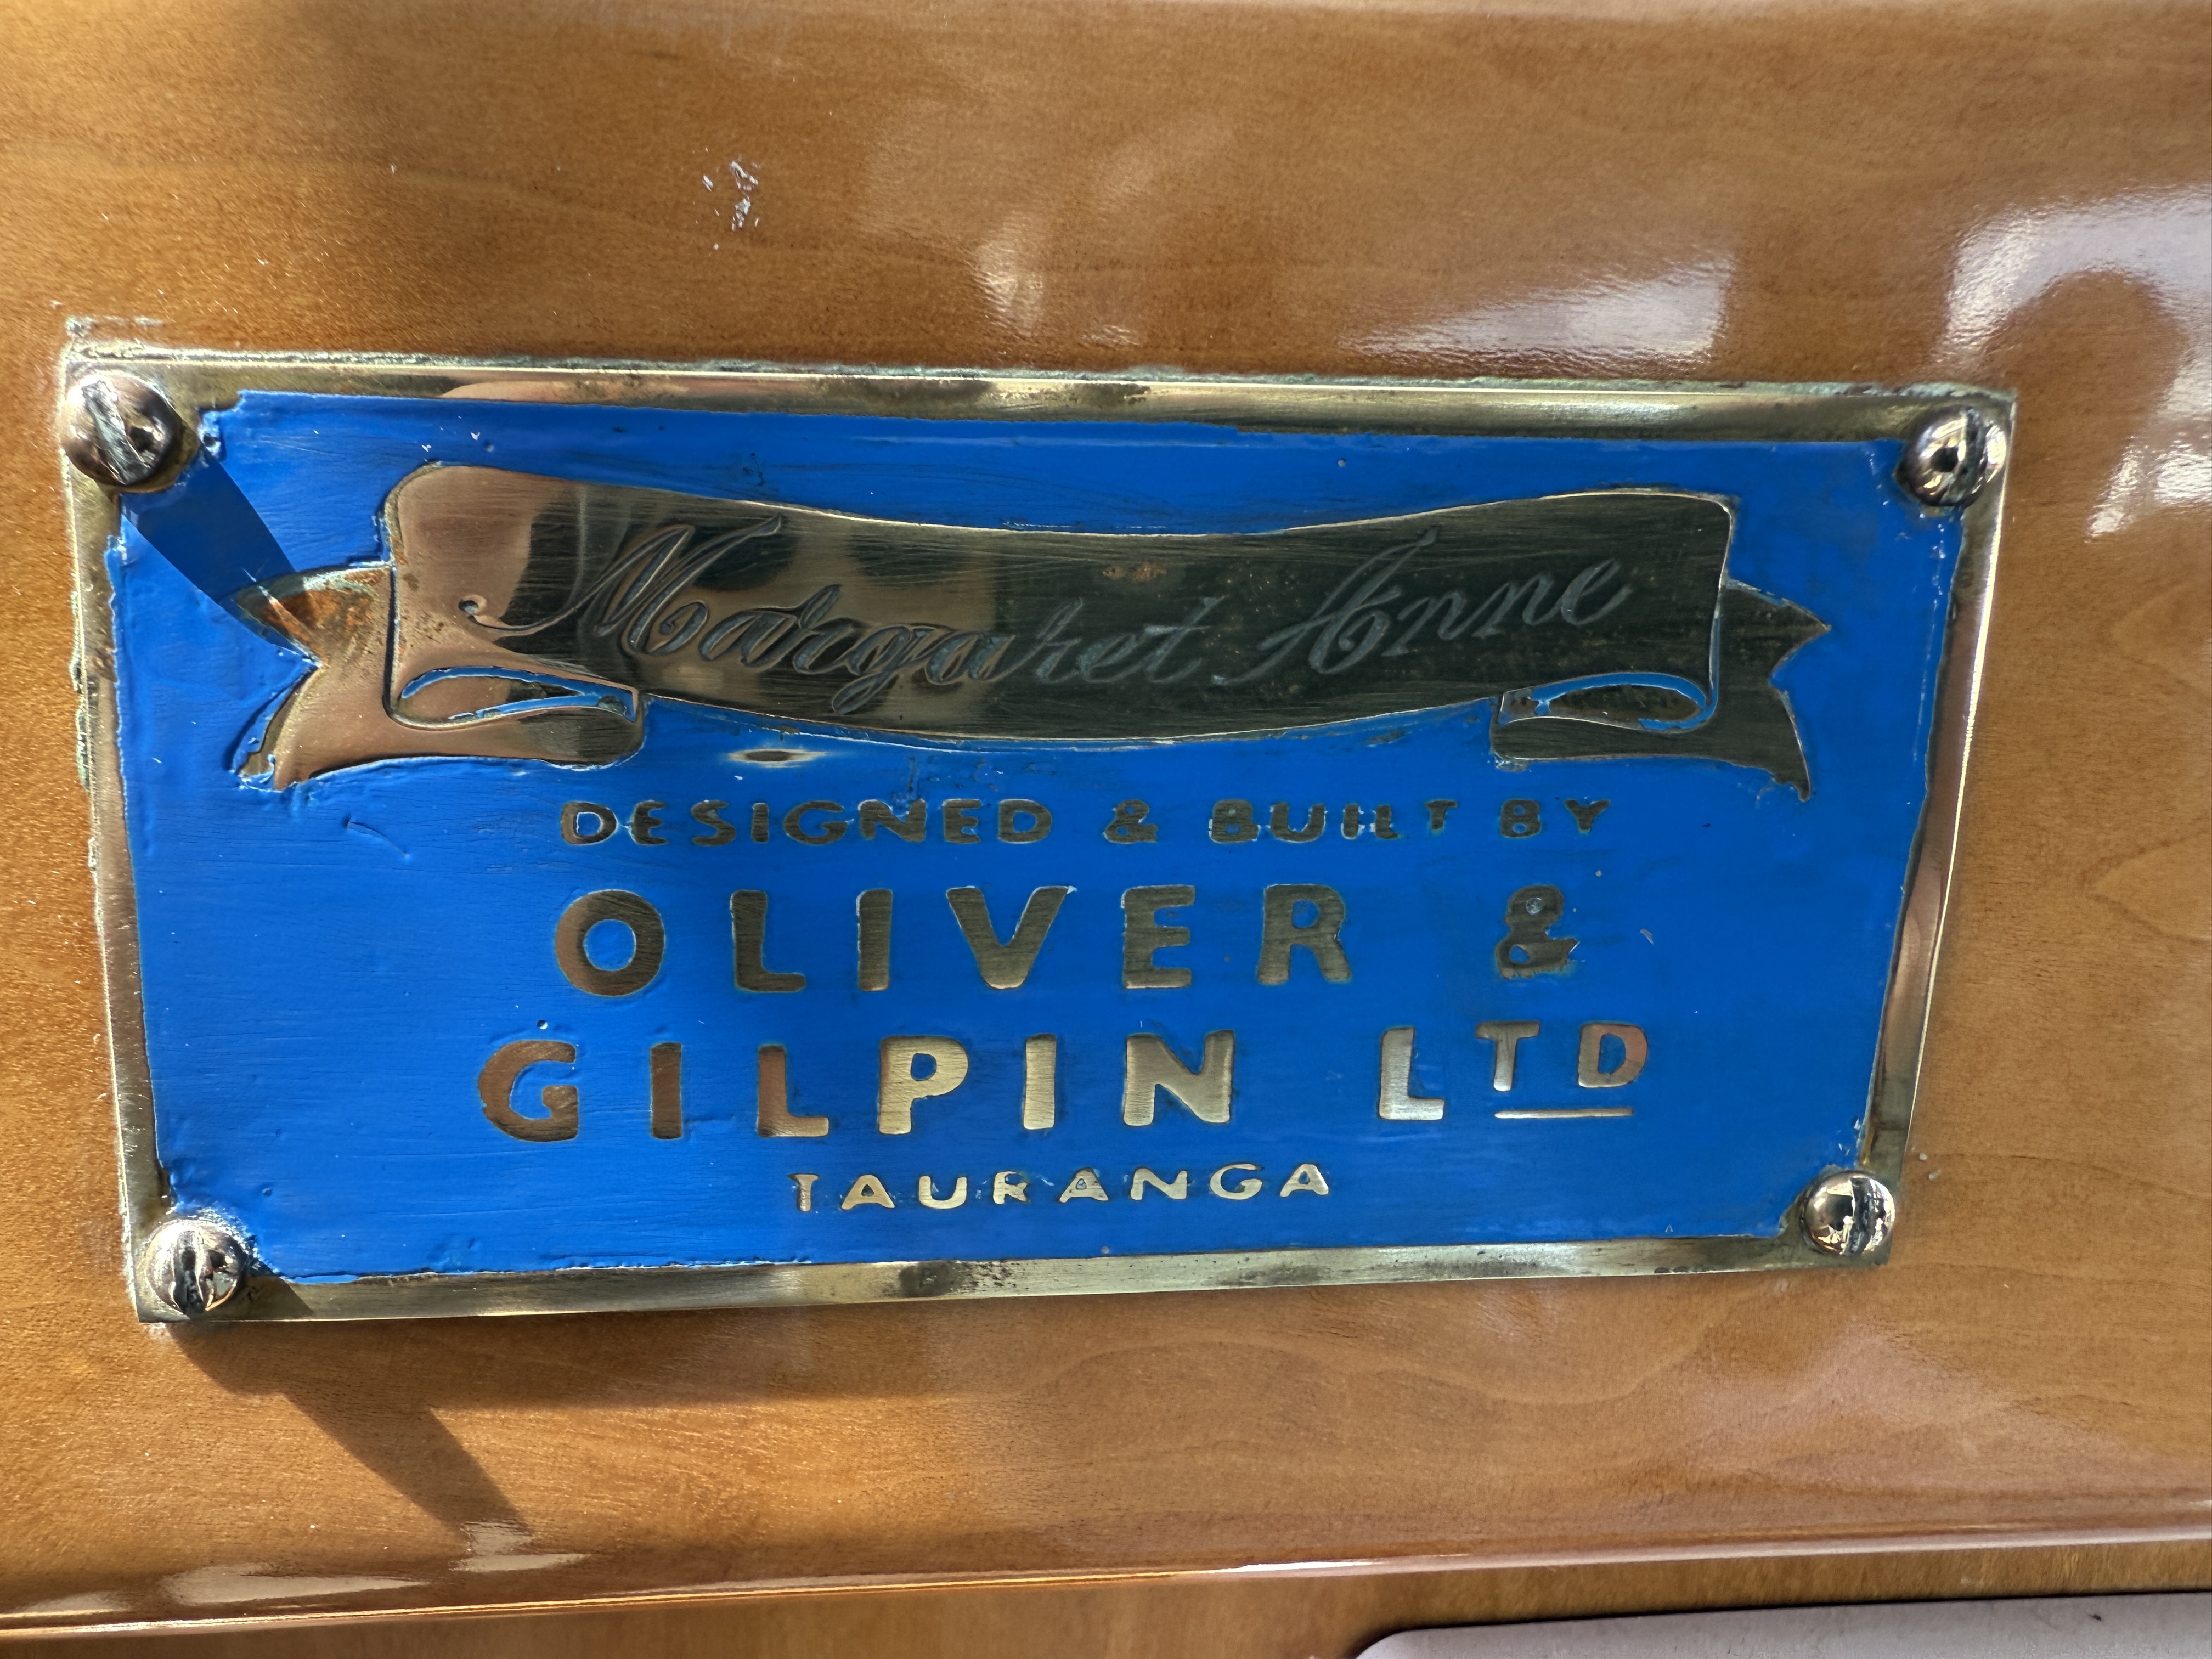 Margaret Anne
DESIGNED & BUILT BY
OLIVER &
GILPIN LTD
TAURANGA